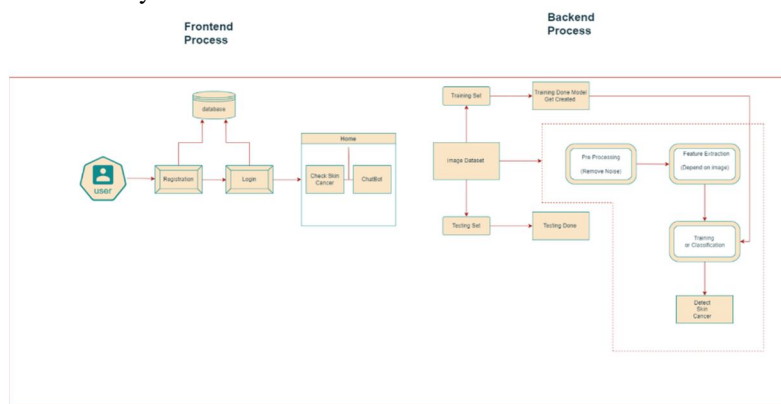 Frontend
Process
Backend
Process
database
user
Registration
Login
Home
Check Skin
Cancer
ChatBot
Training Set
Training Done Model
Get Created
Image Dataset
Pre Processing
(Remove Noise)
Feature Extraction
(Depend on image)
Testing Set
Testing Done
Training
or Classification
Detect
Skin
Cancer